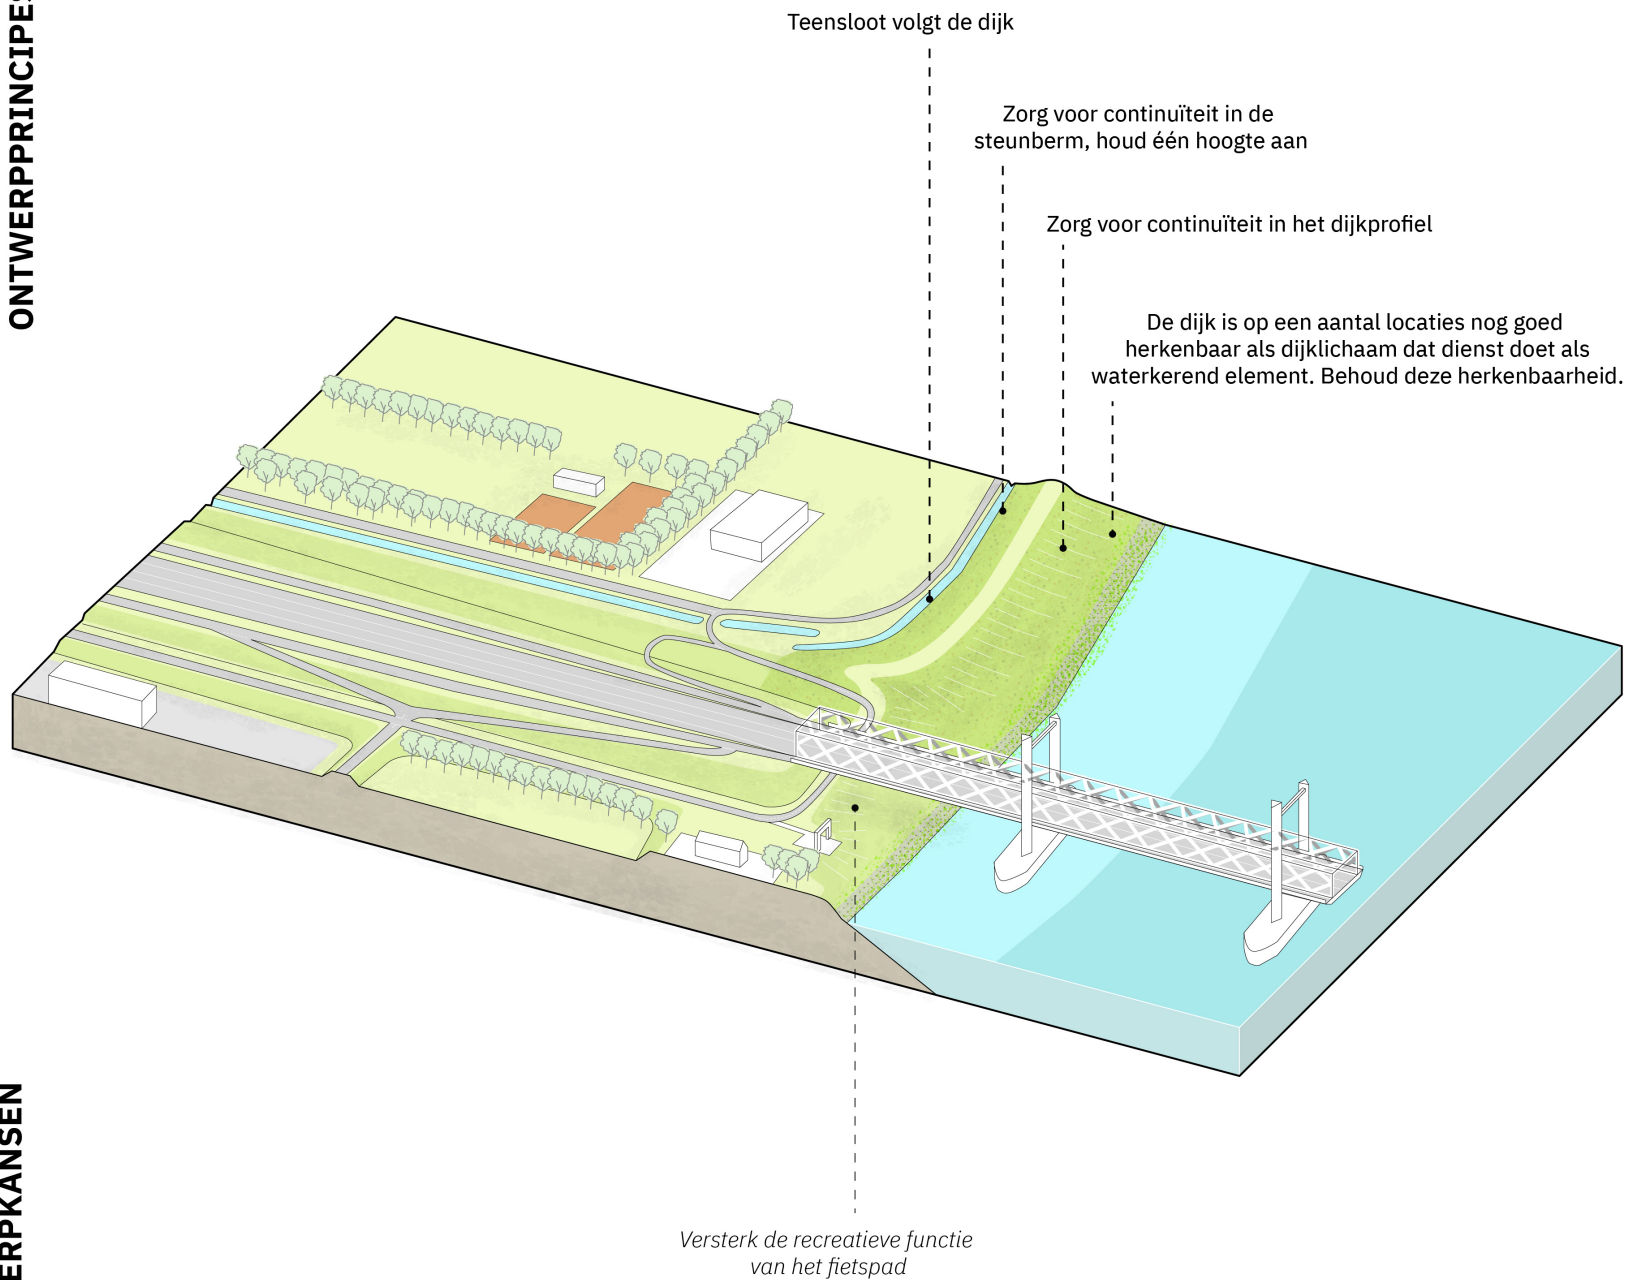 ONTWERPPRINCIPES
Teensloot volgt de dijk
Zorg voor continuïteit in de
steunberm, houd één hoogte aan
Zorg voor continuïteit in het dijkprofiel
De dijk is op een aantal locaties nog goed
herkenbaar als dijklichaam dat dienst doet als
waterkerend element. Behoud deze herkenbaarheid.
ERPKANSEN
Versterk de recreatieve functie
van het fietspad